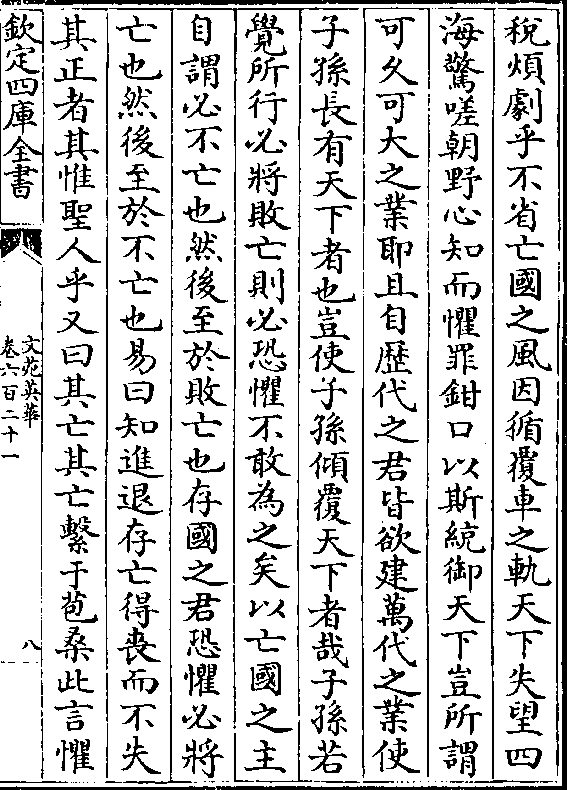 稅煩劇乎不省亡國之風因循覆車之軌天下失望四
海驚嗟朝野心知而懼罪鉗口以斯統御天下豈所謂
可久可大之業耶且自歷代之君皆欲建萬代之業使
子孫長有天下者也豈使子孫傾覆天下者哉子孫若
覺所行必將敗亡則必恐懼不敢為之矣以亡國之主
自謂必不亡也然後至於敗亡也存國之君恐懼必將
亡也然後至於不亡也易曰知進退存亡得喪而不失
其正者其惟聖人乎又曰其亡其亡繫于苞桑此言懼
欽定四庫全書
文苑英華
卷六百二十一
八